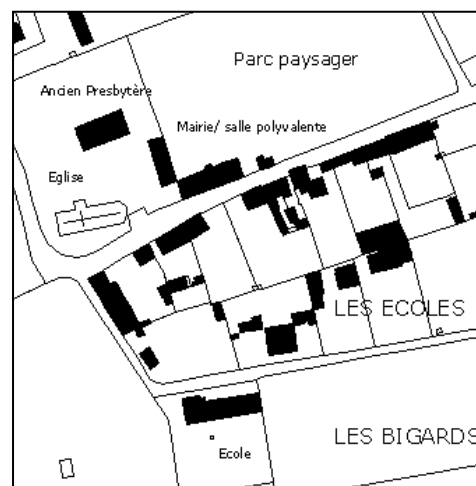 Parc paysager
Ancien Presbytère
Mairie/ salle polyvalente
Eglise
LES ECOLES
LES BIGARDS
Ecole